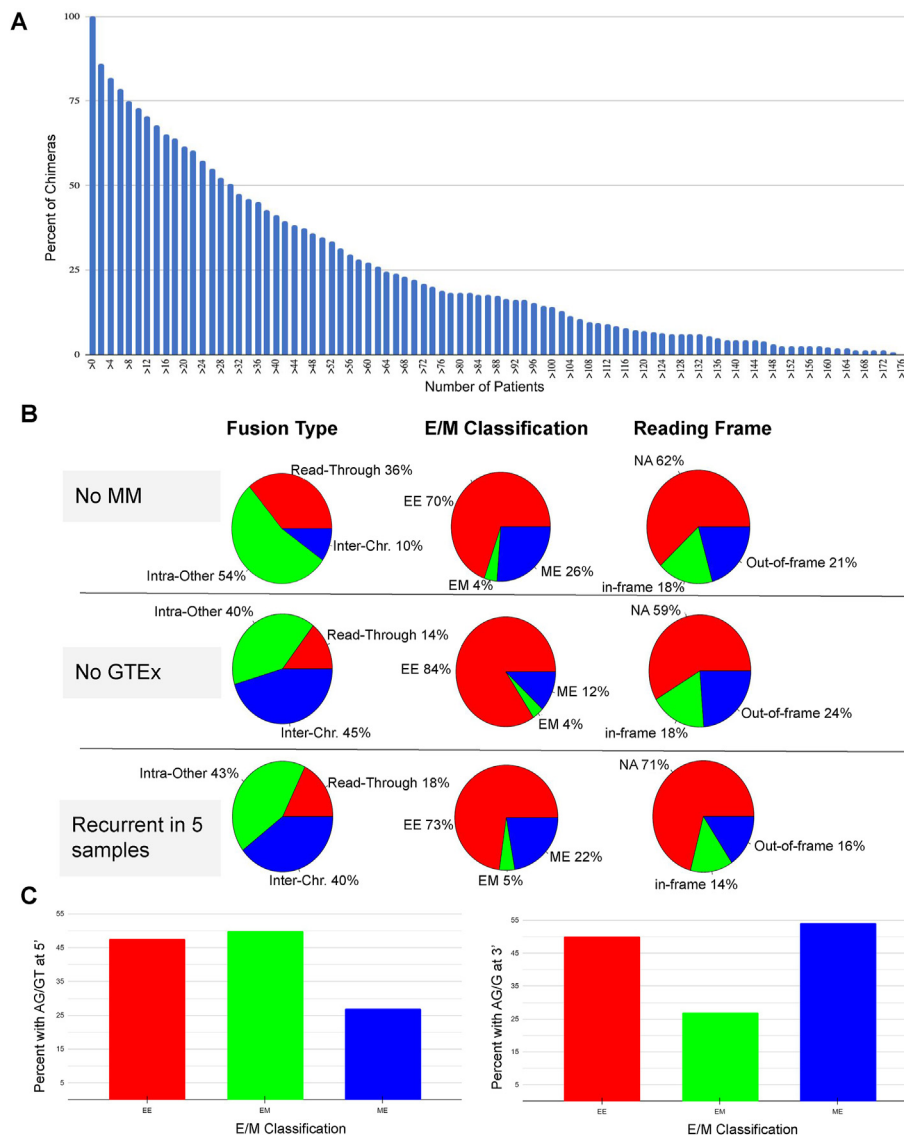 A
Percent of Chimeras
100
75
50
25
0
>0 >4 >8 >12 >16 >20 >24 >28 >32 >36 >40 >44 >48 >52 >56 >60 >64 >68 >72 >76 >80 >84 >88 >92 >96 >100 >104 >108 >112 >116 >120 >124 >128 >132 >136 >140 >144 >148 >152 >156 >160 >164 >168 >172 >176
Number of Patients
B
Fusion Type E/M Classification Reading Frame
No MM
Read-Through 36%
Inter-Chr. 10%
Intra-Other 54%
EE 70%
ME 26%
EM 4%
NA 62%
Out-of-frame 21%
in-frame 18%
No GTEx
Intra-Other 40%
Read-Through 14%
Inter-Chr. 45%
EE 84%
ME 12%
EM 4%
NA 59%
Out-of-frame 24%
in-frame 18%
Recurrent in 5
samples
Intra-Other 43%
Read-Through 18%
Inter-Chr. 40%
EE 73%
ME 22%
EM 5%
NA 71%
Out-of-frame 16%
in-frame 14%
C
Percent with AG/GT at 5'
55
45
35
25
15
5
EE EM ME
E/M Classification
Percent with AG/G at 3'
55
45
35
25
15
5
EE EM ME
E/M Classification